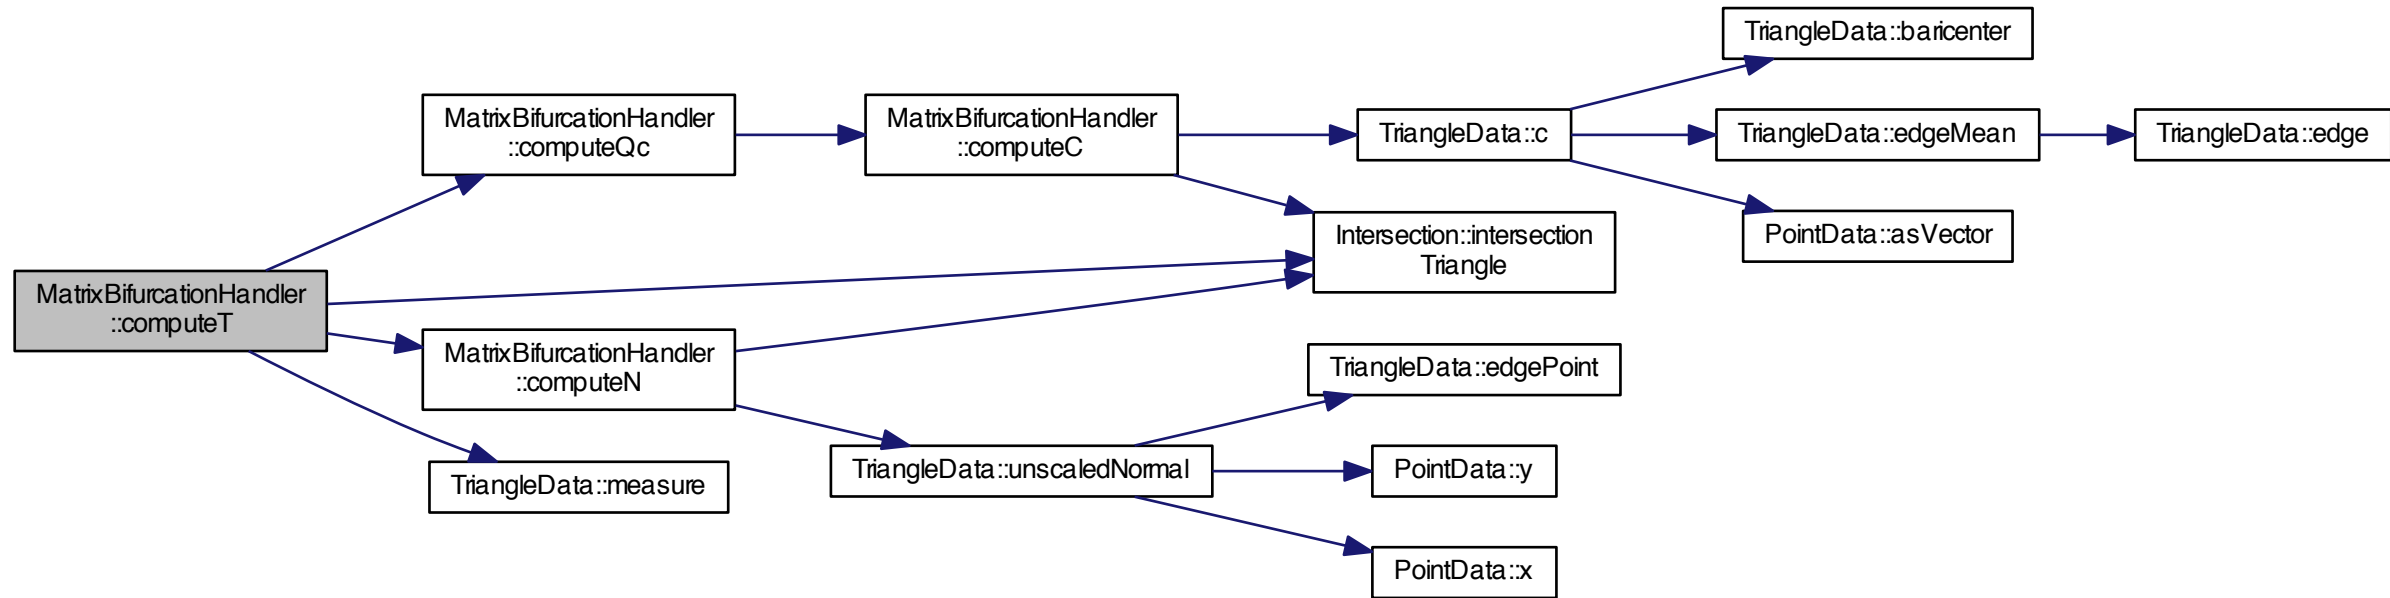 MatrixBifurcationHandler
::computeT
MatrixBifurcationHandler
::computeQc
MatrixBifurcationHandler
::computeC
TriangleData::c
TriangleData::baricenter
TriangleData::edgeMean
TriangleData::edge
PointData::asVector
Intersection::intersection
Triangle
MatrixBifurcationHandler
::computeN
TriangleData::measure
TriangleData::unscaledNormal
TriangleData::edgePoint
PointData::y
PointData::x